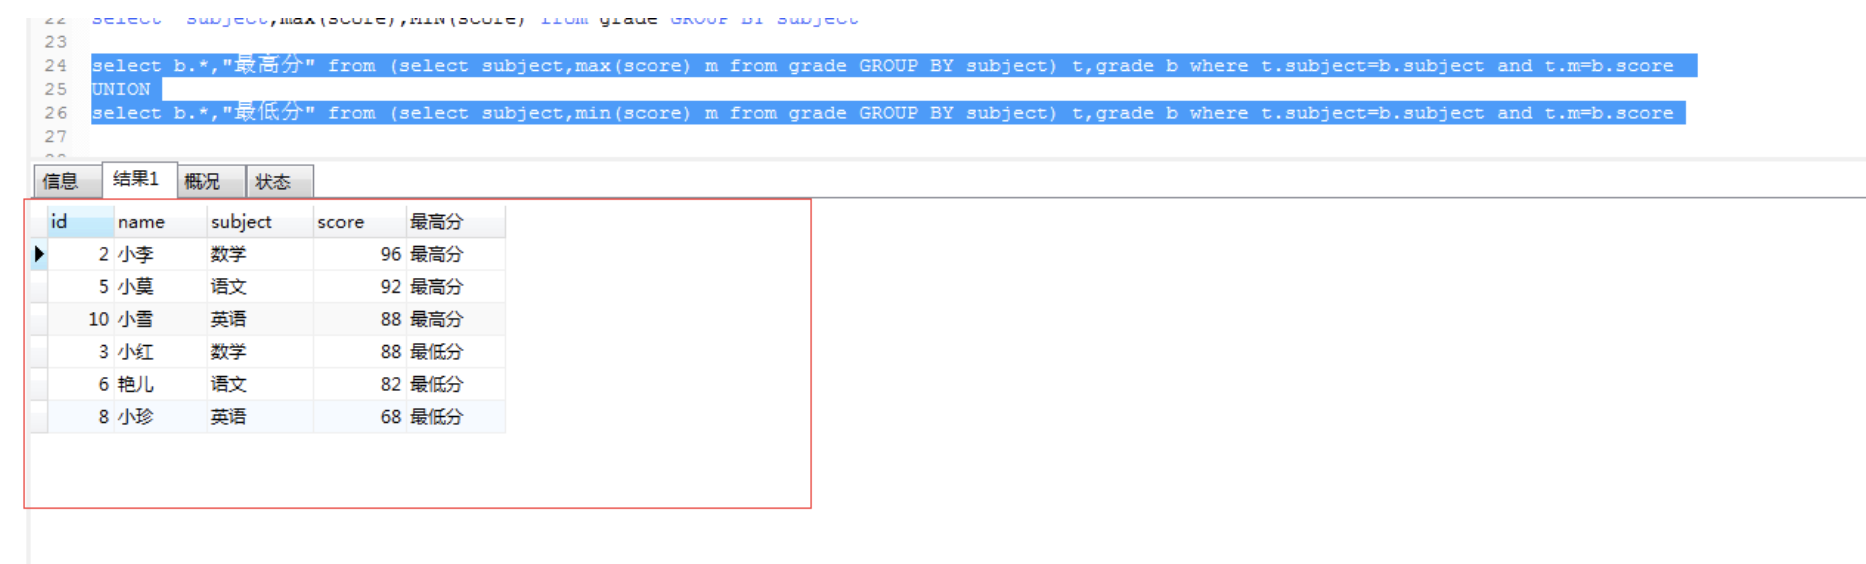 22 select  subject,max(score),MIN(score) from grade GROUP BY subject
23
24 select b.*,"最高分" from (select subject,max(score) m from grade GROUP BY subject) t,grade b where t.subject=b.subject and t.m=b.score
25 UNION
26 select b.*,"最低分" from (select subject,min(score) m from grade GROUP BY subject) t,grade b where t.subject=b.subject and t.m=b.score
27
信息 结果1 概况 状态
id name subject score 最高分
2 小李 数学 96 最高分
5 小莫 语文 92 最高分
10 小雪 英语 88 最高分
3 小红 数学 88 最低分
6 艳儿 语文 82 最低分
8 小珍 英语 68 最低分